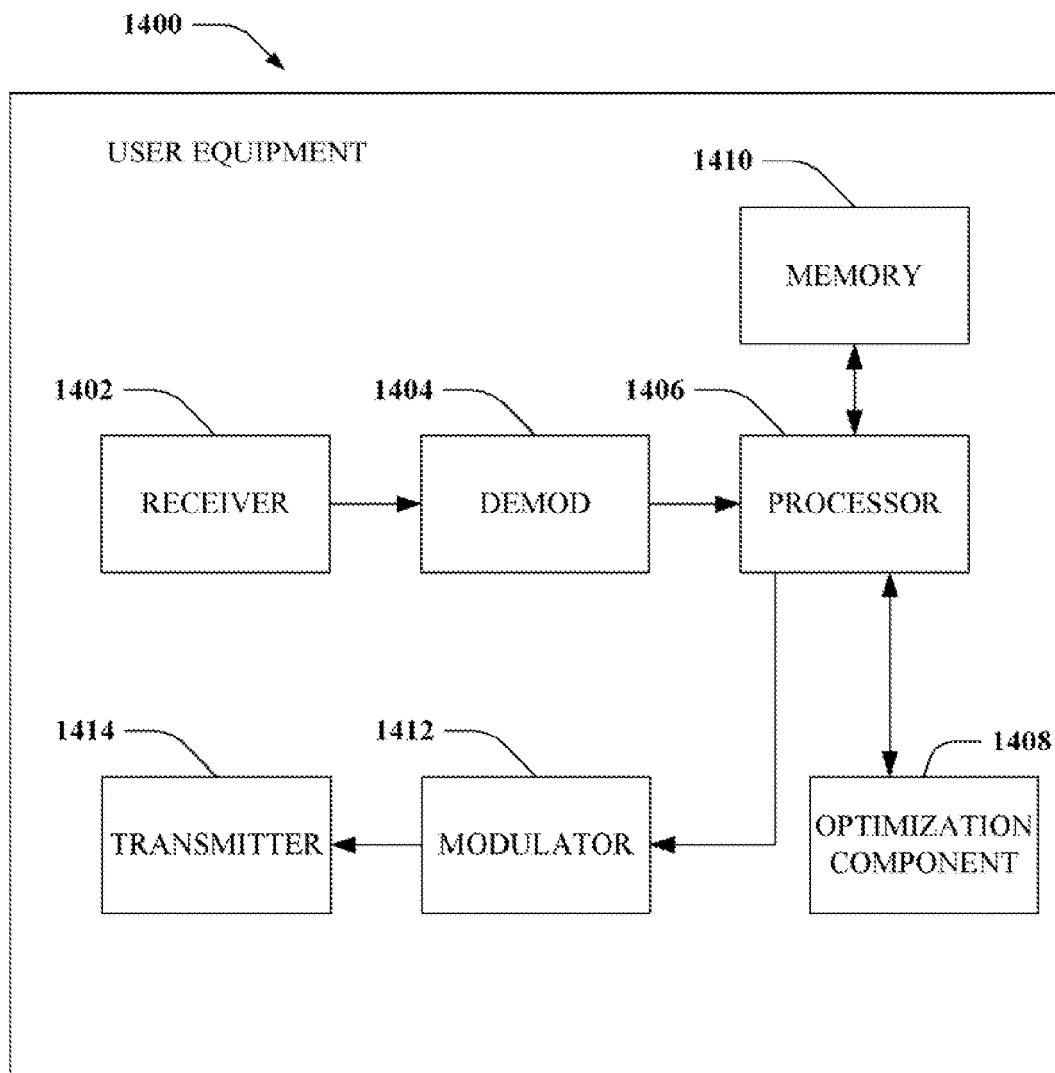 1400
USER EQUIPMENT
1410
MEMORY
1402
1404
1406
RECEIVER
DEMOD
PROCESSOR
1414
1412
1408
TRANSMITTER
MODULATOR
OPTIMIZATION
COMPONENT